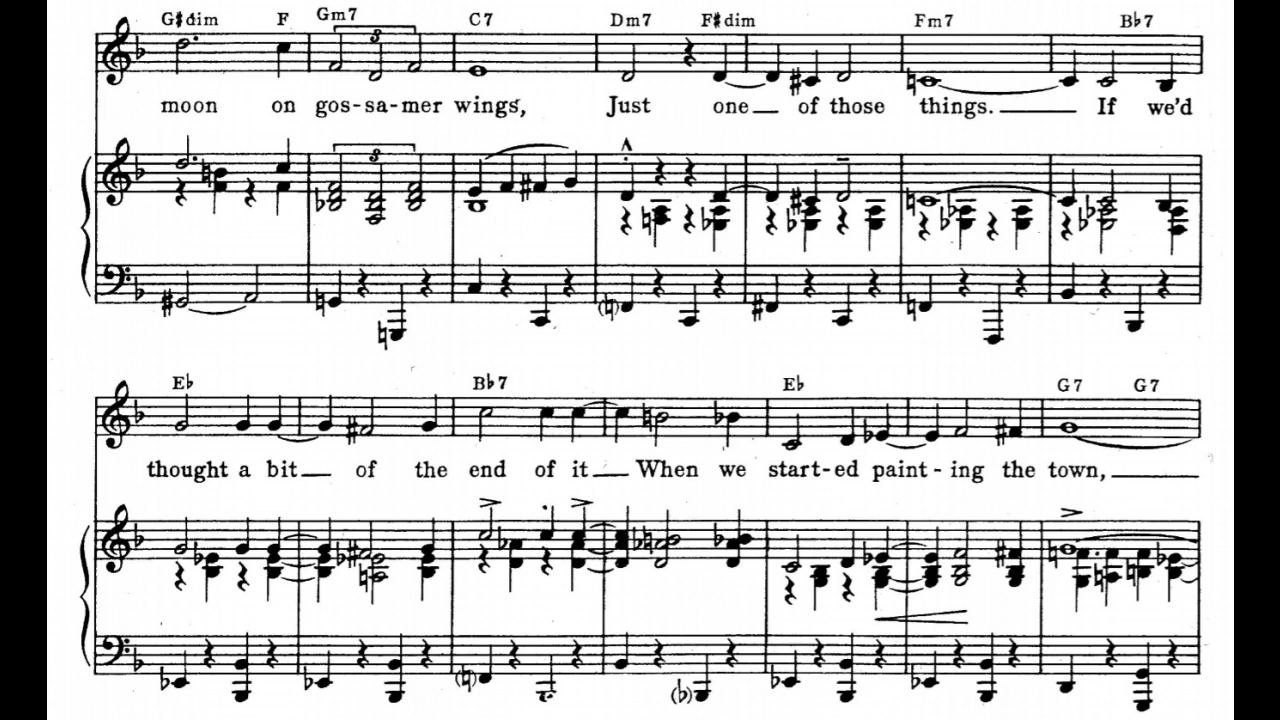 G♯dim F Gm7 C7 Dm7 F♯dim Fm7 B♭7
3
moon on gos-sa-mer wings, Just one of those things. If we'd
3
E♭ B♭7 E♭ G7 G7
thought a bit of the end of it When we start-ed paint-ing the town,